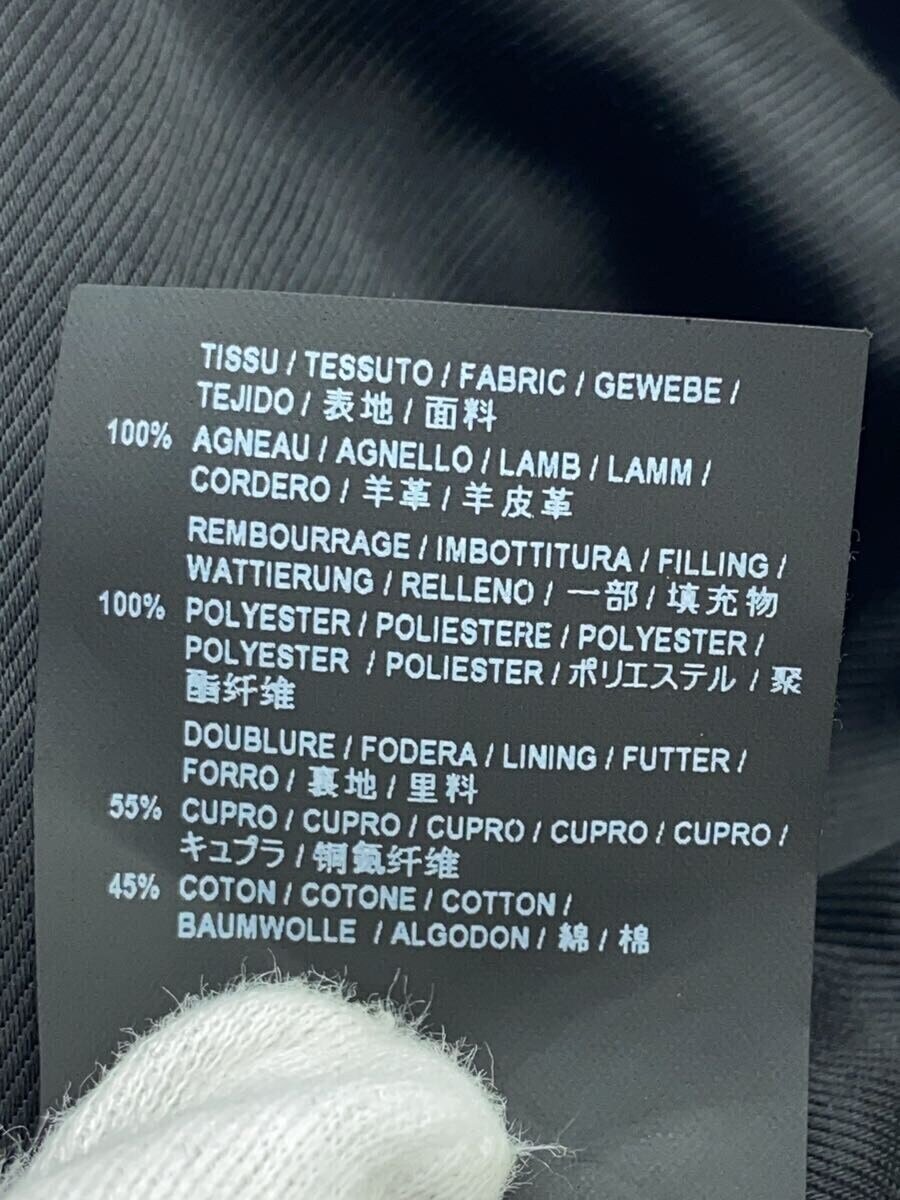 TISSU / TESSUTO / FABRIC / GEWEBE /
TEJIDO / 表地 / 面料
100% AGNEAU / AGNELLO / LAMB / LAMM /
CORDERO / 羊革 / 羊皮革
REMBOURRAGE / IMBOTTITURA / FILLING /
WATTIERUNG / RELLENO / 一部 / 填充物
100% POLYESTER / POLIESTERE / POLYESTER /
POLYESTER / POLIESTER / ポリエステル / 聚
酯纤维
DOUBLURE / FODERA / LINING / FUTTER /
FORRO / 裏地 / 里料
55% CUPRO / CUPRO / CUPRO / CUPRO / CUPRO /
キュプラ / 铜氨纤维
45% COTON / COTONE / COTTON /
BAUMWOLLE / ALGODON / 綿 / 棉